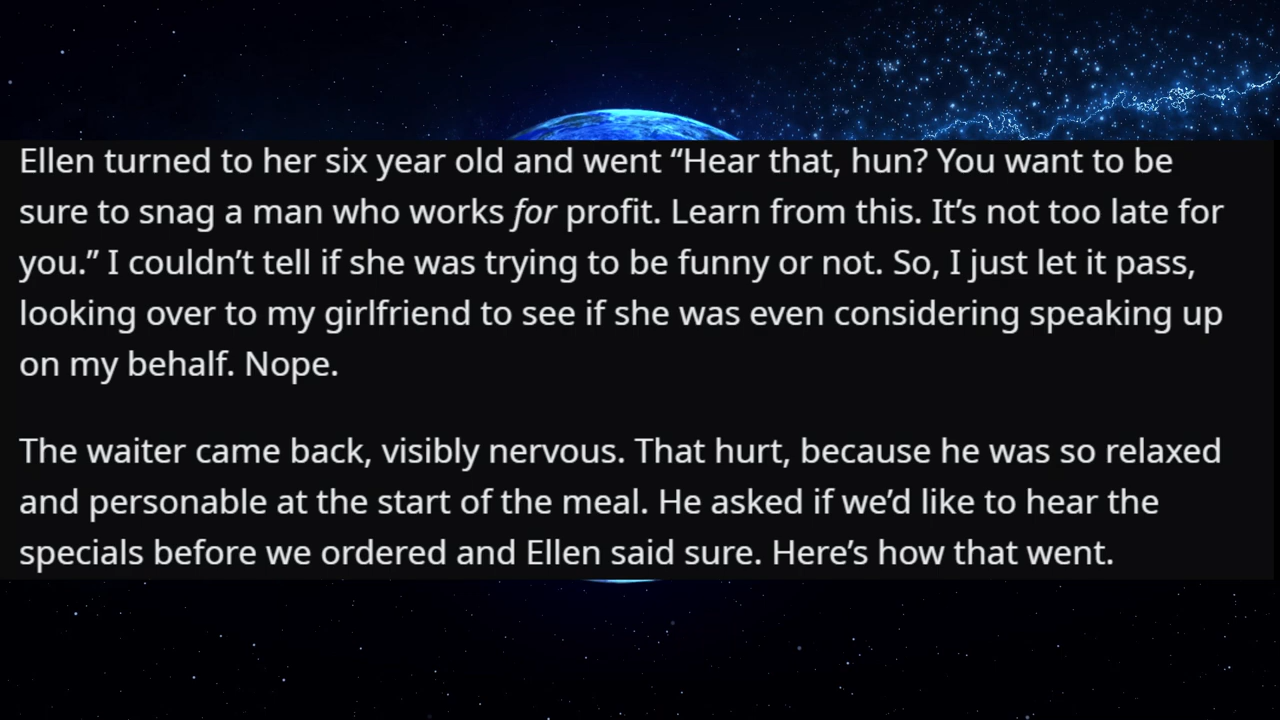 Ellen turned to her six year old and went “Hear that, hun? You want to be
sure to snag a man who works for profit. Learn from this. It’s not too late for
you.” I couldn’t tell if she was trying to be funny or not. So, I just let it pass,
looking over to my girlfriend to see if she was even considering speaking up
on my behalf. Nope.
The waiter came back, visibly nervous. That hurt, because he was so relaxed
and personable at the start of the meal. He asked if we’d like to hear the
specials before we ordered and Ellen said sure. Here’s how that went.